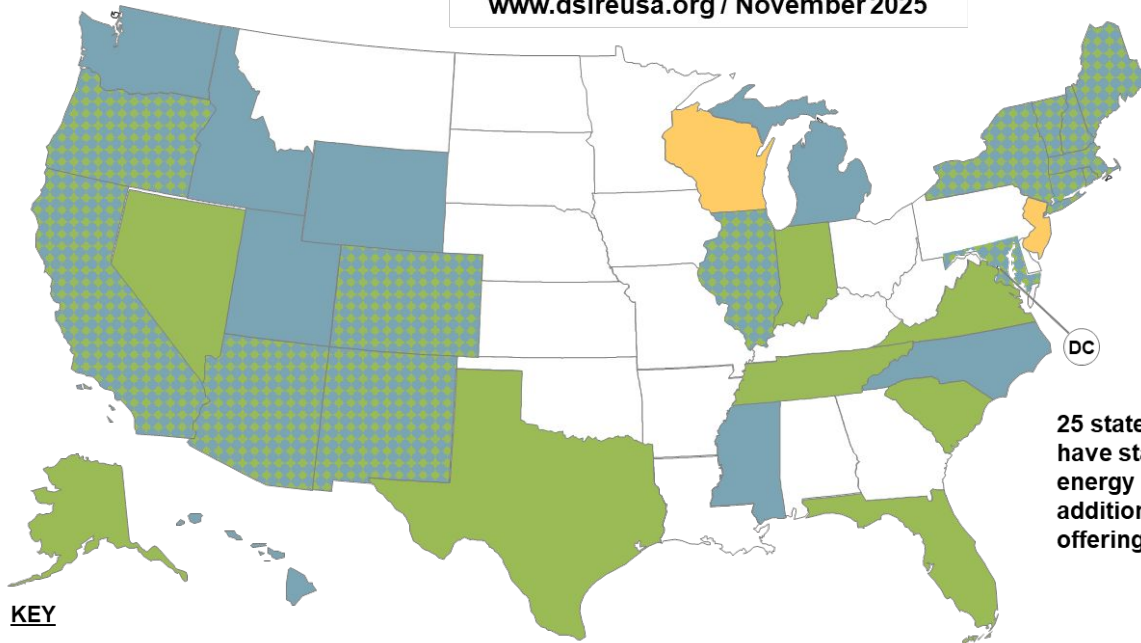 www.dsireusa.org / November 2025
DC
25 state
have sta
energy
addition
offering
KEY